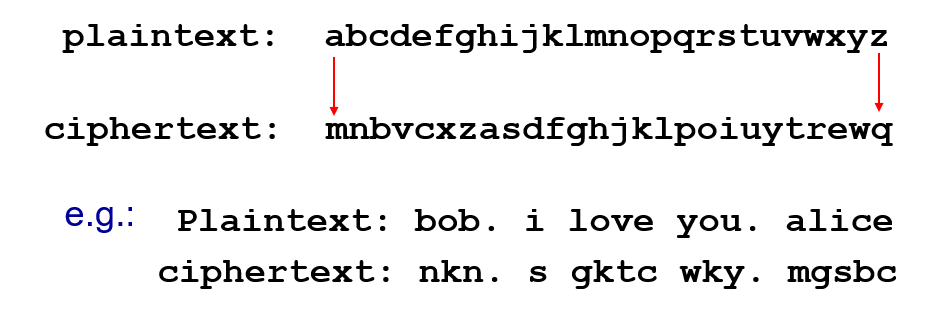 plaintext: abcdefghijklmnopqrstuvwxyz
ciphertext: mnbvcxzasdfghjklpoiuytrewq
e.g.: Plaintext: bob. i love you. alice
ciphertext: nkn. s gktc wky. mgsbc